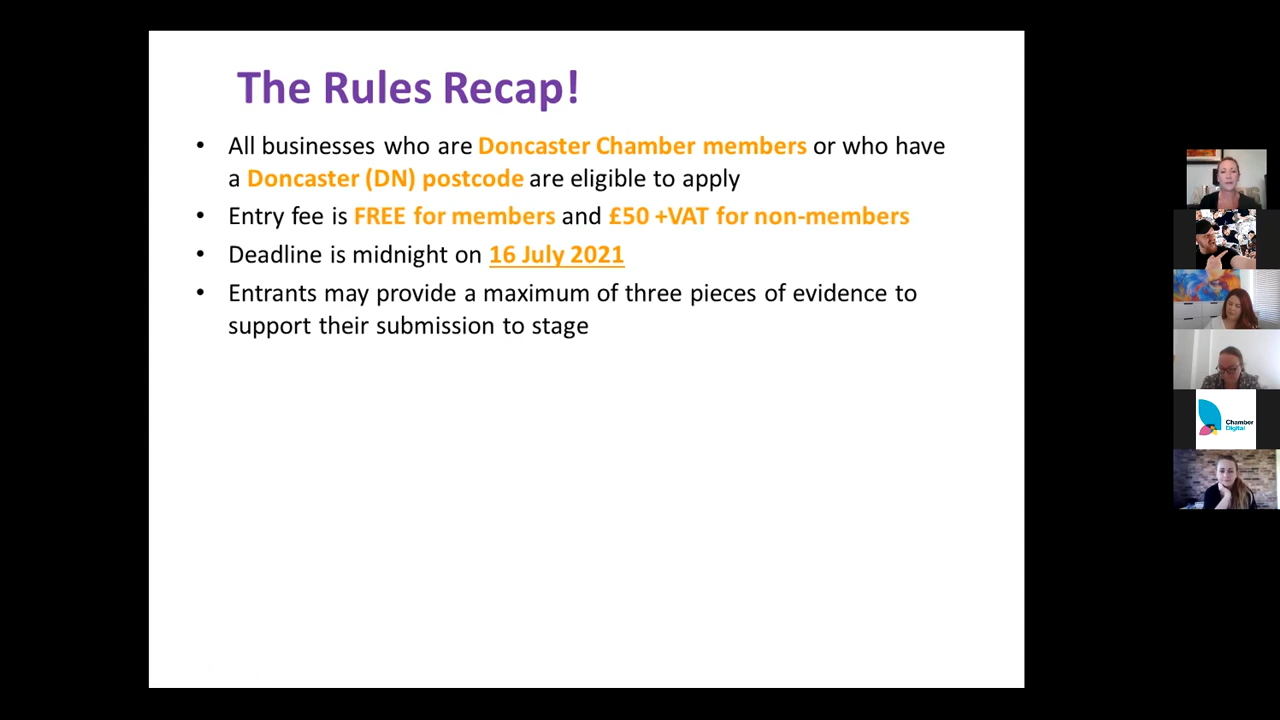 The Rules Recap!
• All businesses who are Doncaster Chamber members or who have
a Doncaster (DN) postcode are eligible to apply
• Entry fee is FREE for members and £50 +VAT for non-members
• Deadline is midnight on 16 July 2021
• Entrants may provide a maximum of three pieces of evidence to
support their submission to stage
Chamber
Digital